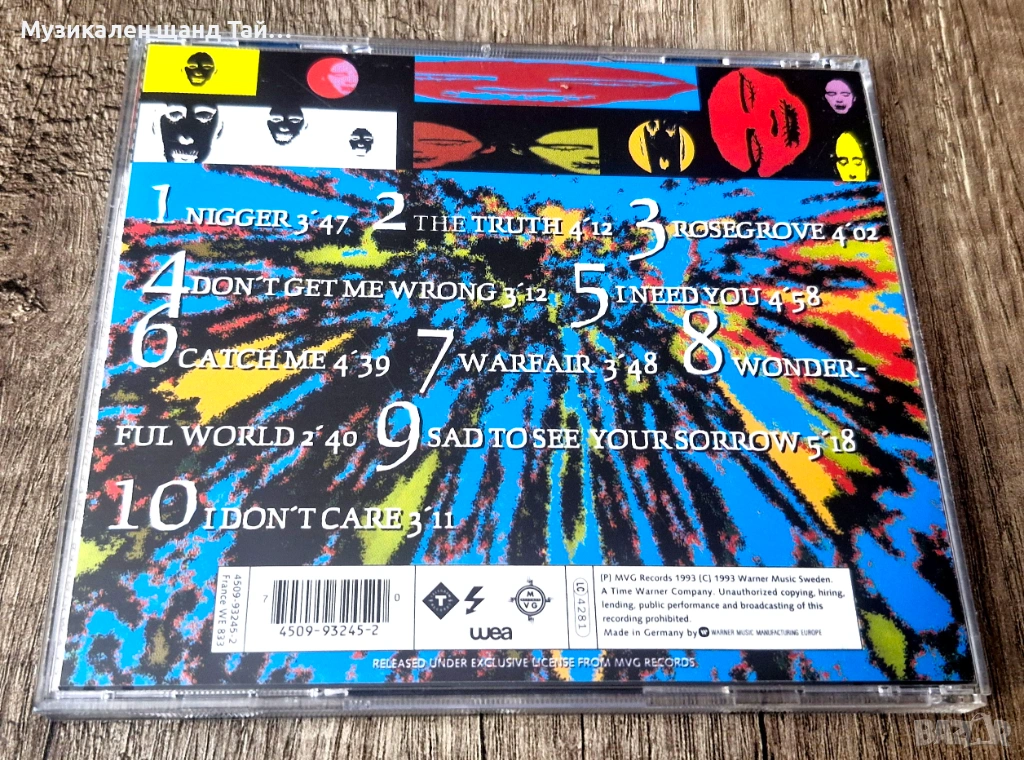 Музикален щанд Тай...
1 NIGGER 3´47 2 THE TRUTH 4´12 3 ROSEGROVE 4´02
4 DON´T GET ME WRONG 3´12 5 I NEED YOU 4´58
6 CATCH ME 4´39 7 WARFAIR 3´48 8 WONDER-
FUL WORLD 2´40 9 SAD TO SEE YOUR SORROW 5´18
10 I DON´T CARE 3´11
4509-93245-2
France WE 833
7 0
4509-93245-2
T
wea
M
VG
LC 4281
(P) MVG Records 1993 (C) 1993 Warner Music Sweden.
A Time Warner Company. Unauthorized copying, hiring,
lending, public performance and broadcasting of this
recording prohibited.
Made in Germany by WARNER MUSIC MANUFACTURING EUROPE
RELEASED UNDER EXCLUSIVE LICENSE FROM MVG RECORDS